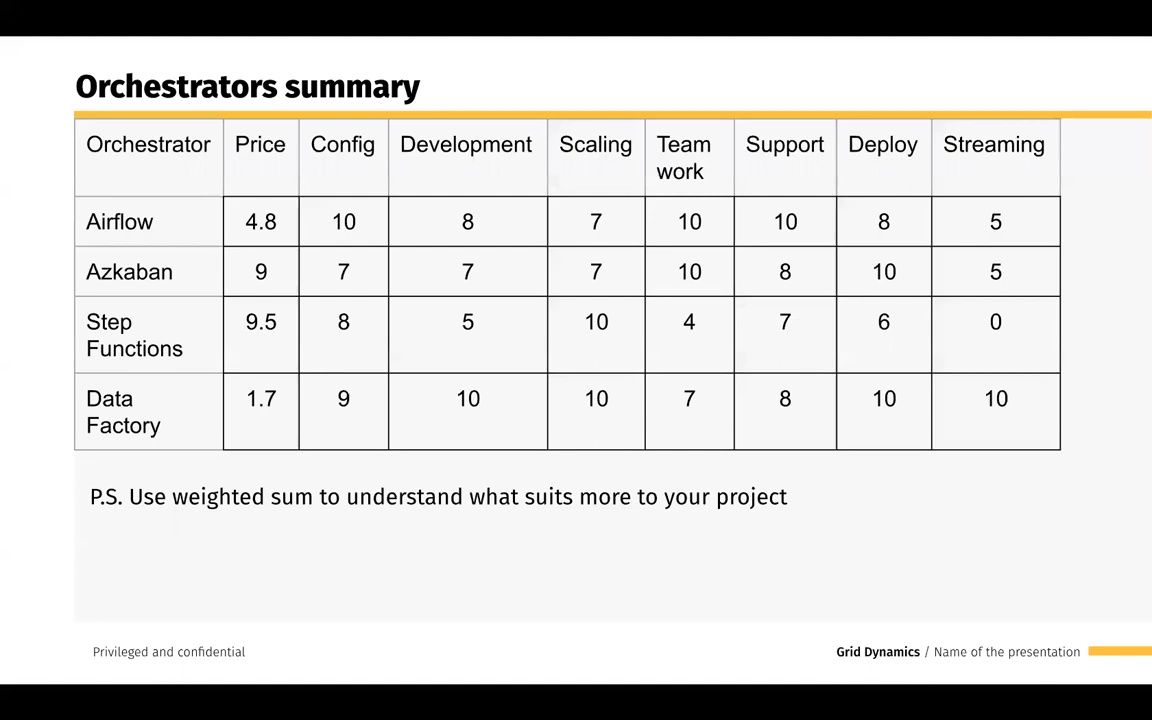 Orchestrators summary
Orchestrator Price Config Development Scaling Team work Support Deploy Streaming
Airflow 4.8 10 8 7 10 10 8 5
Azkaban 9 7 7 7 10 8 10 5
Step Functions 9.5 8 5 10 4 7 6 0
Data Factory 1.7 9 10 10 7 8 10 10
P.S. Use weighted sum to understand what suits more to your project
Privileged and confidential
Grid Dynamics / Name of the presentation